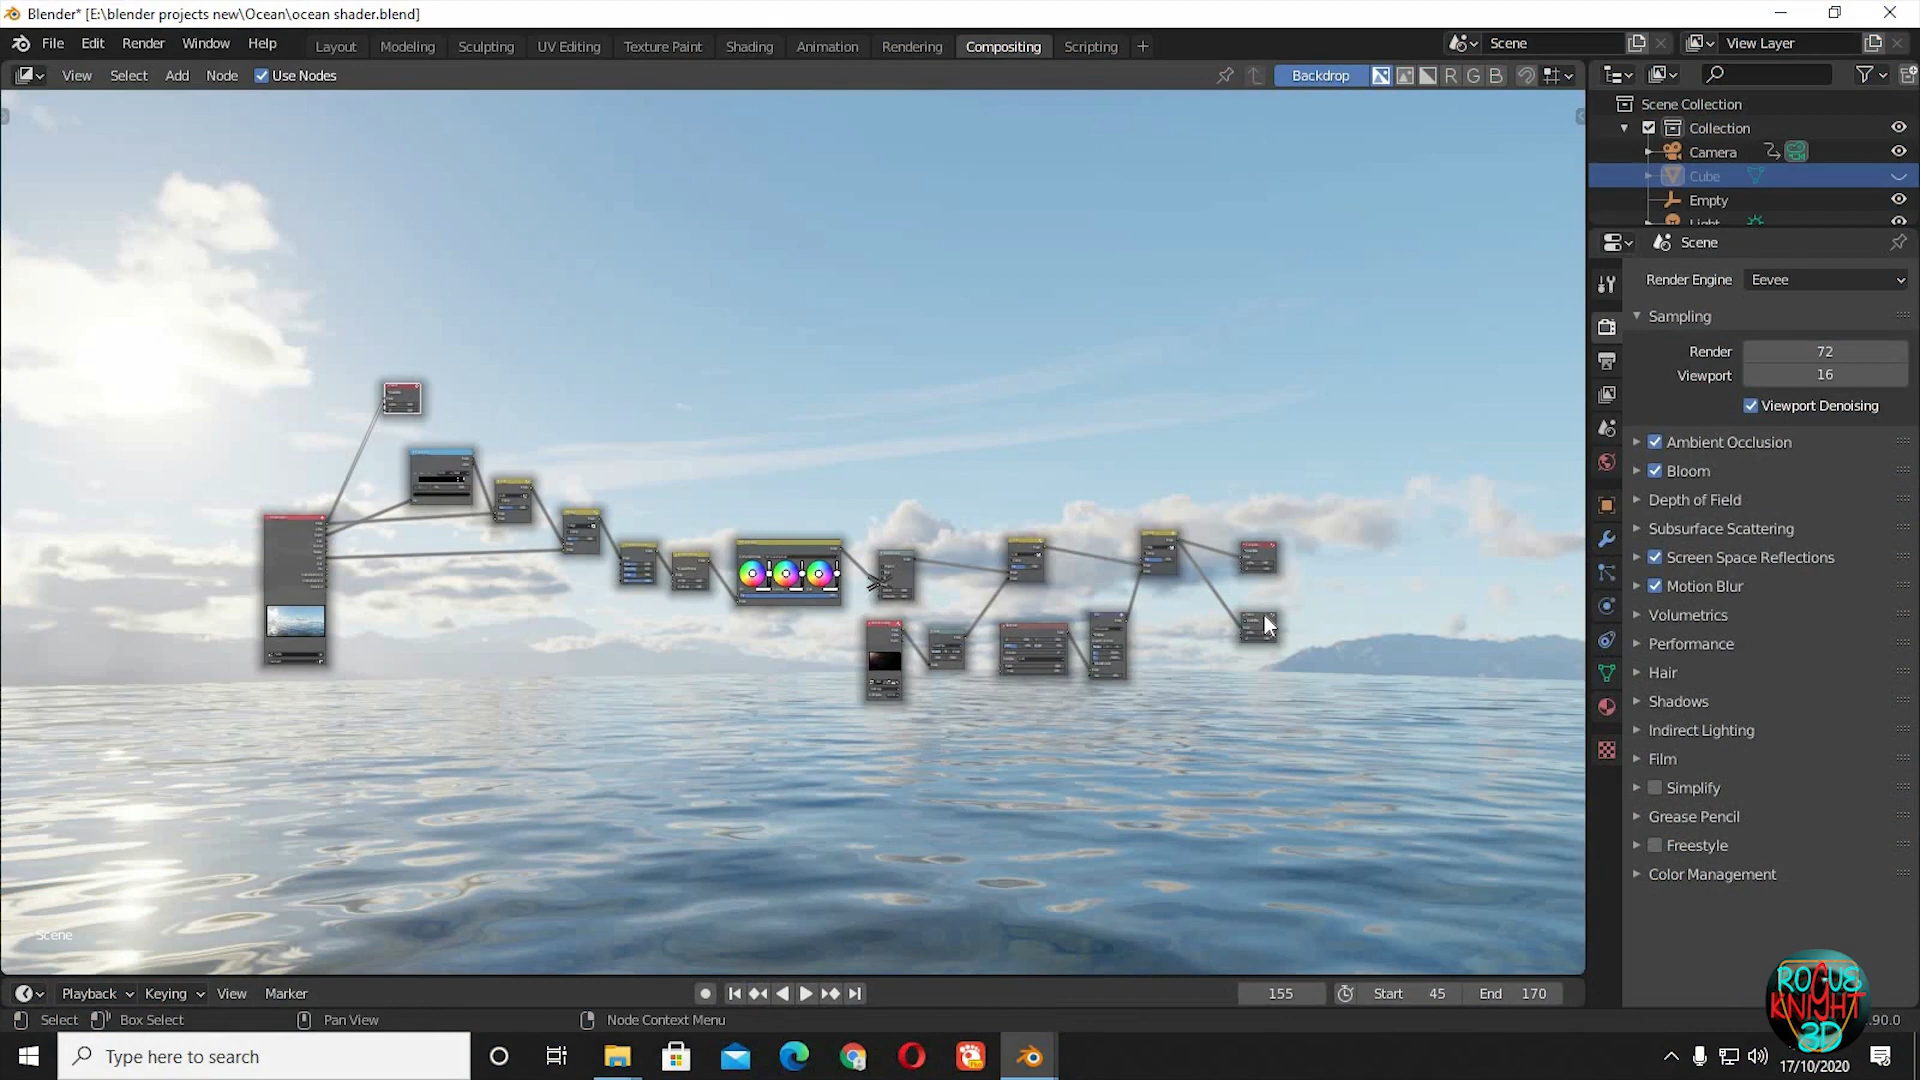 Blender* [E:\blender projects new\Ocean\ocean shader.blend]
File Edit Render Window Help Layout Modeling Sculpting UV Editing Texture Paint Shading Animation Rendering Compositing Scripting + Scene View Layer
View Select Add Node Use Nodes Backdrop R G B
Scene Collection
Collection
Camera
Cube
Empty
Light
Scene
Render Engine Eevee
Sampling
Render 72
Viewport 16
Viewport Denoising
Ambient Occlusion
Bloom
Depth of Field
Subsurface Scattering
Screen Space Reflections
Motion Blur
Volumetrics
Performance
Hair
Shadows
Indirect Lighting
Film
Simplify
Grease Pencil
Freestyle
Color Management
Scene
Playback Keying View Marker 155 Start 45 End 170
Select Box Select Pan View Node Context Menu .90.0
ROGUE
KNIGHT
3D
Type here to search
17/10/2020